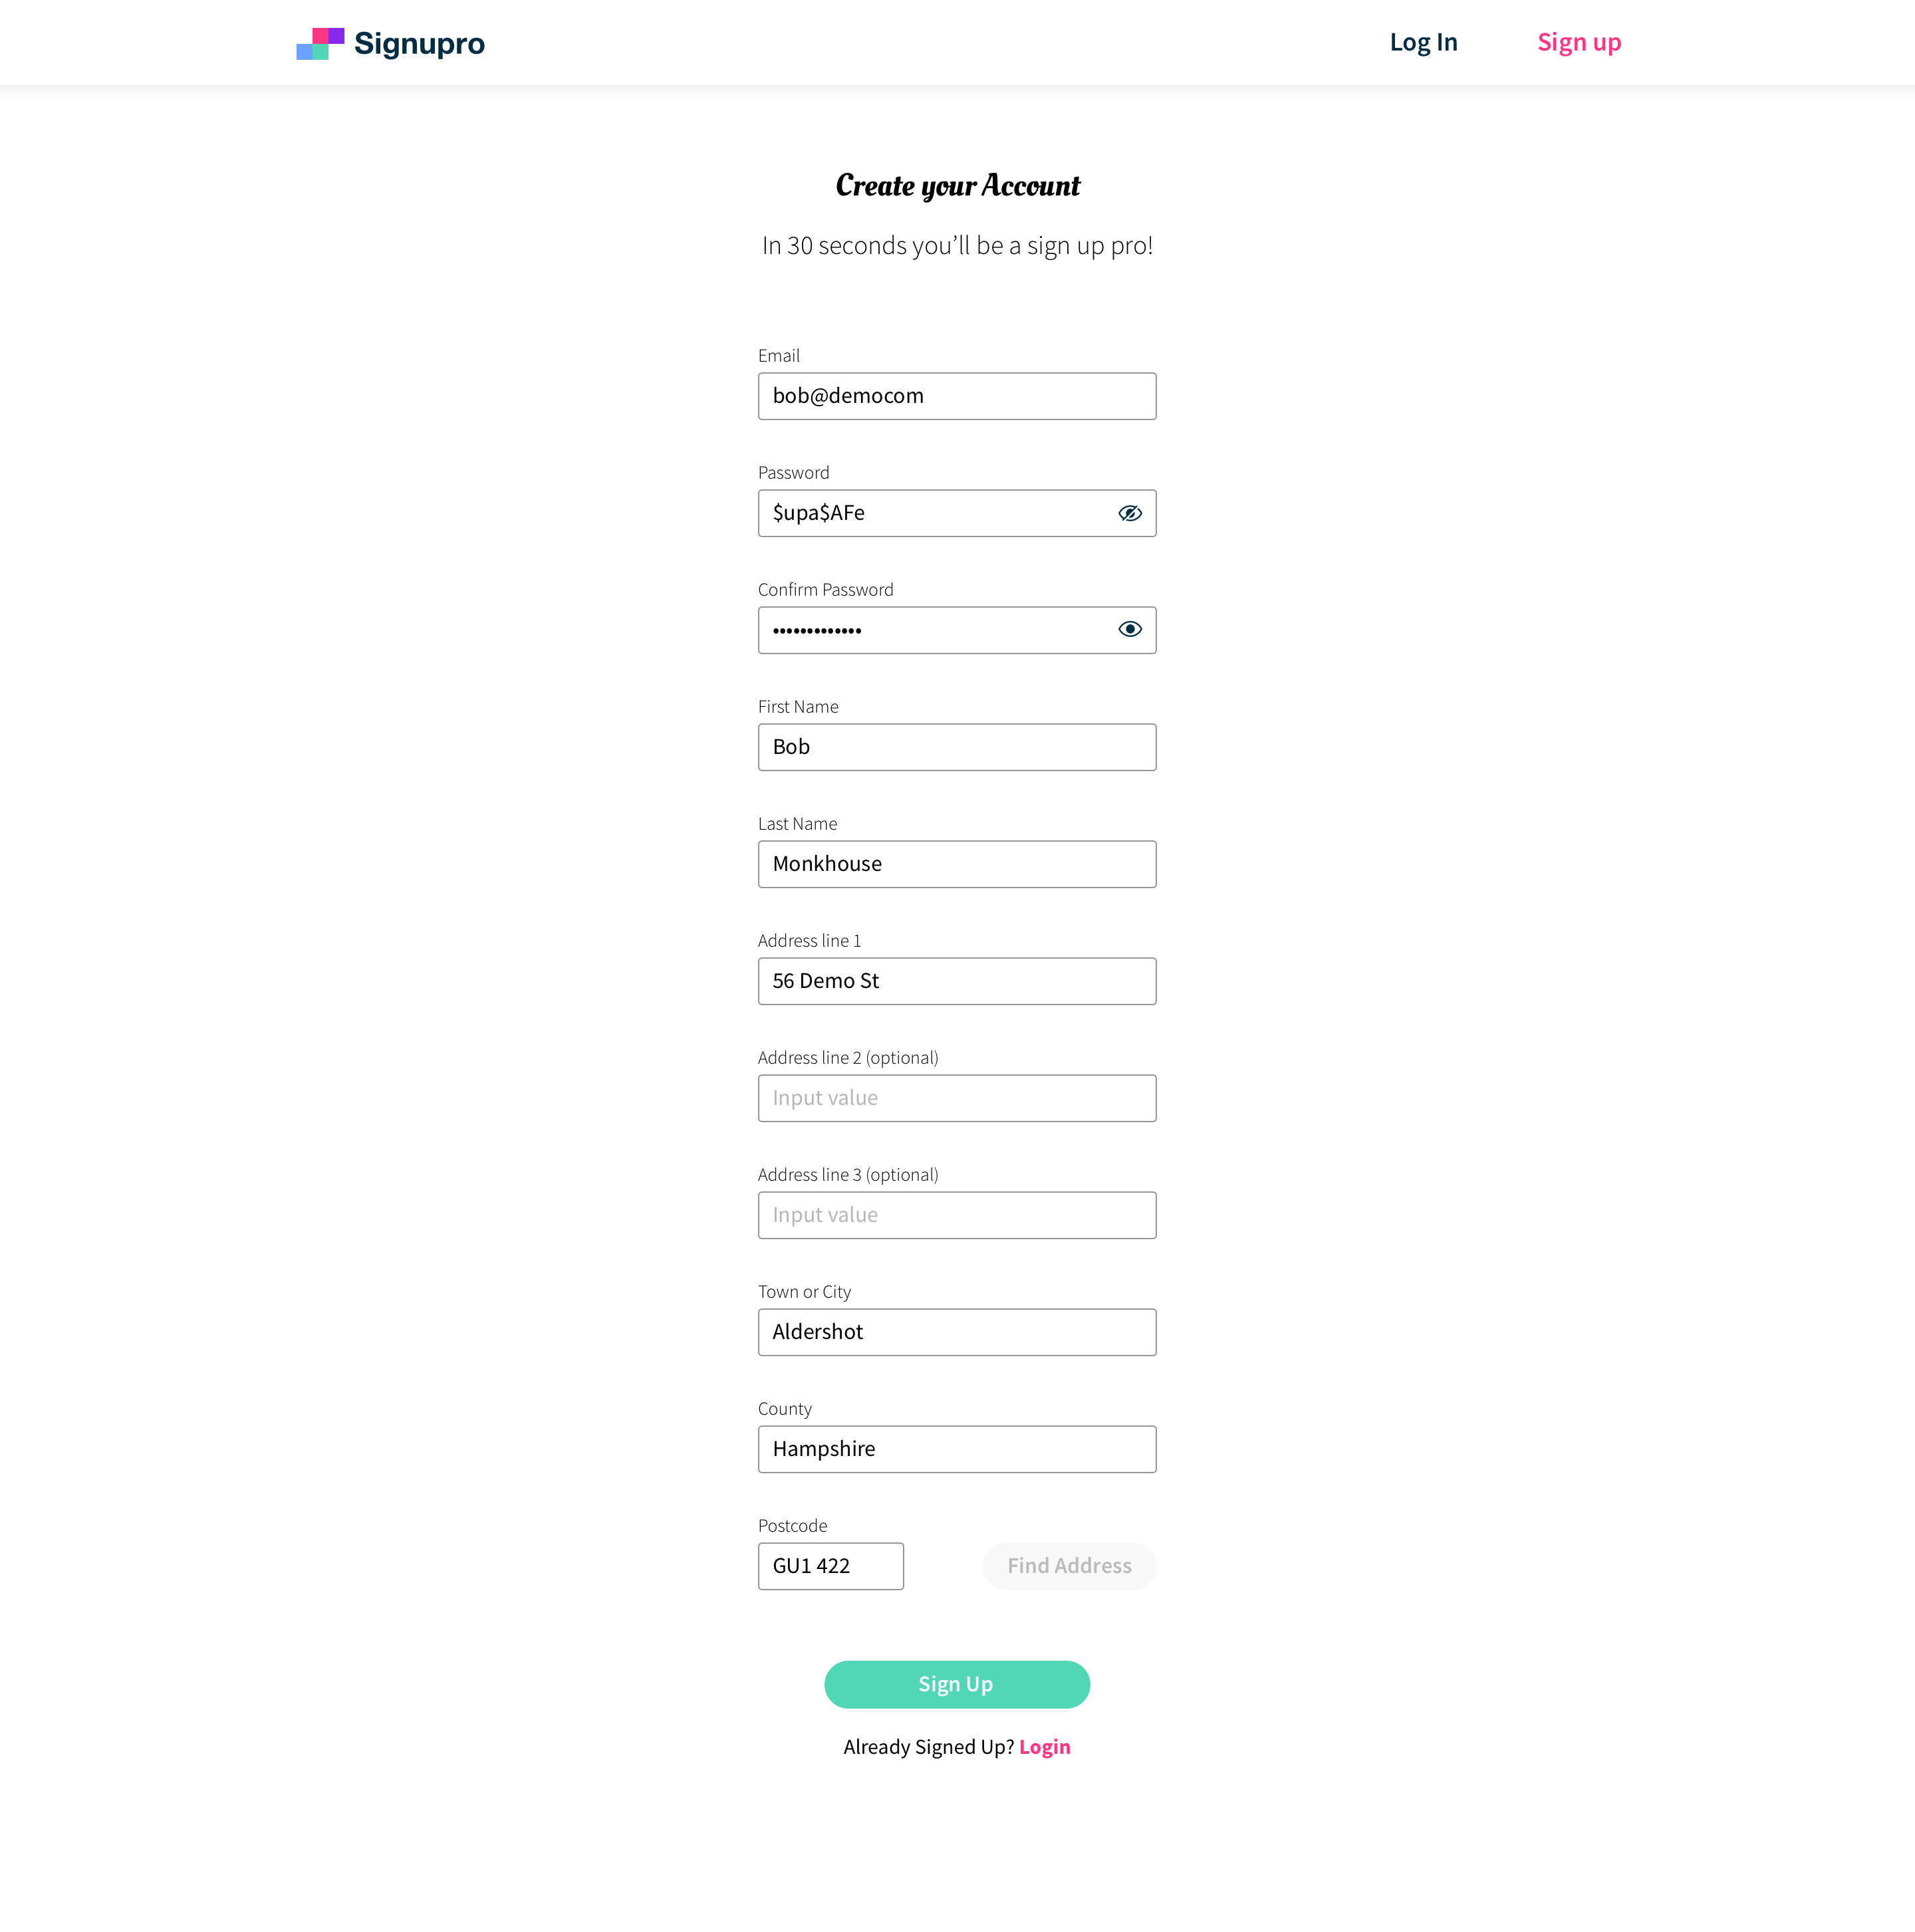 Signupro
Log In
Sign up
Create your Account
In 30 seconds you’ll be a sign up pro!
Email
bob@democom
Password
$upa$AFe
Confirm Password
•••••••••••••
First Name
Bob
Last Name
Monkhouse
Address line 1
56 Demo St
Address line 2 (optional)
Input value
Address line 3 (optional)
Input value
Town or City
Aldershot
County
Hampshire
Postcode
GU1 422
Find Address
Sign Up
Already Signed Up? Login